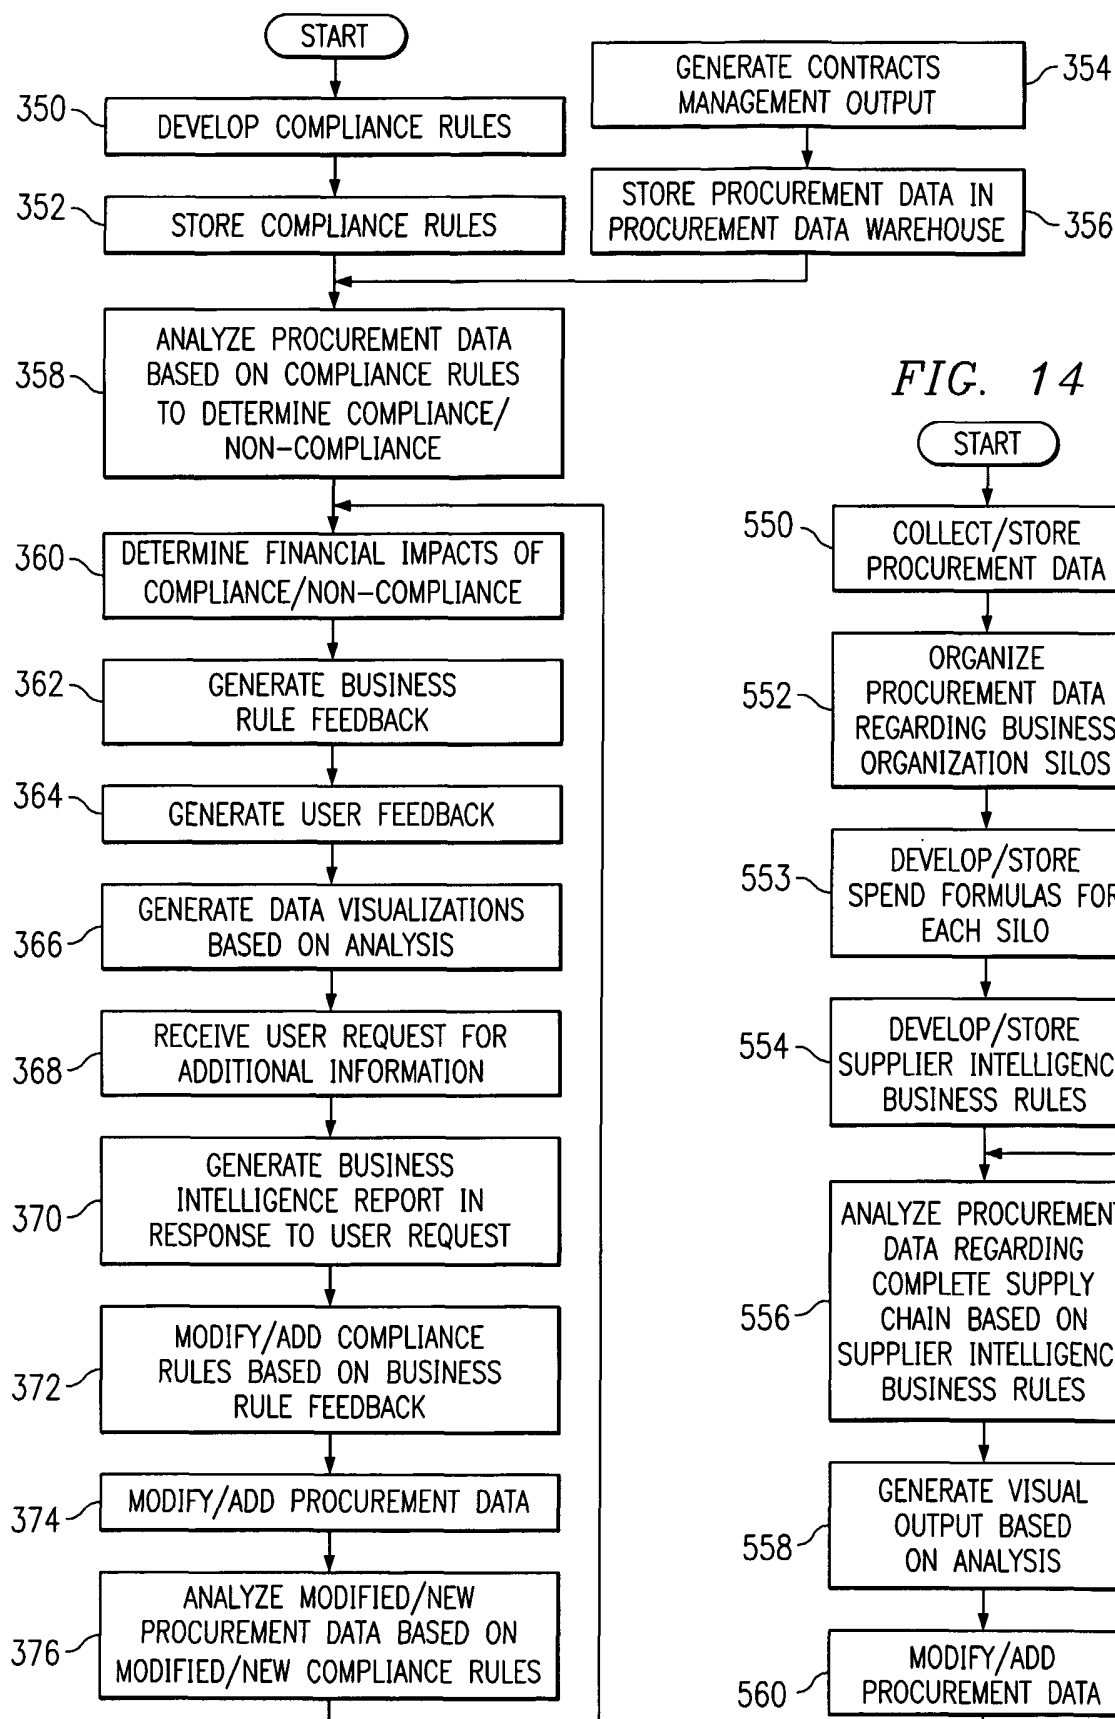 START
350
DEVELOP COMPLIANCE RULES
352
STORE COMPLIANCE RULES
GENERATE CONTRACTS
MANAGEMENT OUTPUT
354
STORE PROCUREMENT DATA IN
PROCUREMENT DATA WAREHOUSE
356
358
ANALYZE PROCUREMENT DATA
BASED ON COMPLIANCE RULES
TO DETERMINE COMPLIANCE/
NON-COMPLIANCE
360
DETERMINE FINANCIAL IMPACTS OF
COMPLIANCE/NON-COMPLIANCE
362
GENERATE BUSINESS
RULE FEEDBACK
364
GENERATE USER FEEDBACK
366
GENERATE DATA VISUALIZATIONS
BASED ON ANALYSIS
368
RECEIVE USER REQUEST FOR
ADDITIONAL INFORMATION
370
GENERATE BUSINESS
INTELLIGENCE REPORT IN
RESPONSE TO USER REQUEST
372
MODIFY/ADD COMPLIANCE
RULES BASED ON BUSINESS
RULE FEEDBACK
374
MODIFY/ADD PROCUREMENT DATA
376
ANALYZE MODIFIED/NEW
PROCUREMENT DATA BASED ON
MODIFIED/NEW COMPLIANCE RULES
FIG. 14
START
550
COLLECT/STORE
PROCUREMENT DATA
552
ORGANIZE
PROCUREMENT DATA
REGARDING BUSINESS
ORGANIZATION SILOS
553
DEVELOP/STORE
SPEND FORMULAS FOR
EACH SILO
554
DEVELOP/STORE
SUPPLIER INTELLIGENC
BUSINESS RULES
556
ANALYZE PROCUREMENT
DATA REGARDING
COMPLETE SUPPLY
CHAIN BASED ON
SUPPLIER INTELLIGENC
BUSINESS RULES
558
GENERATE VISUAL
OUTPUT BASED
ON ANALYSIS
560
MODIFY/ADD
PROCUREMENT DATA